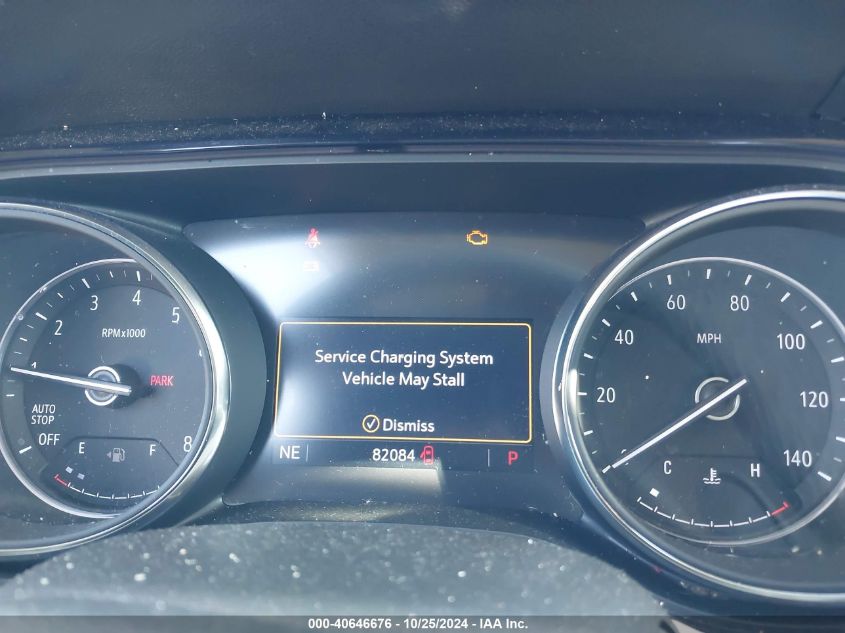 1 2 3 4 5 8
RPMx1000
PARK
AUTO
STOP
OFF
E F
Service Charging System
Vehicle May Stall
Dismiss
NE 82084 P
20 40 60 80 100 120 140
MPH
C H
000-40646676 - 10/25/2024 - IAA Inc.